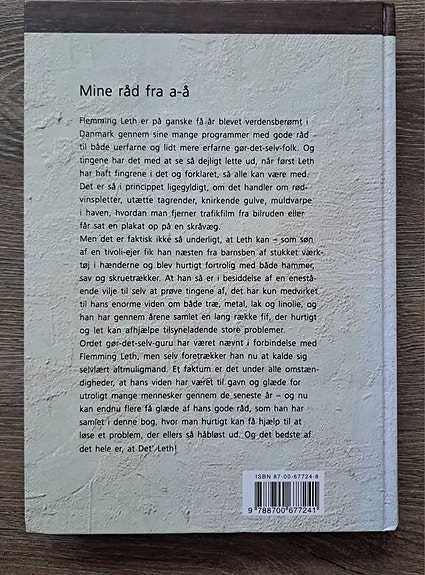 Mine råd fra a-å
Flemming Leth er på ganske få år blevet verdensberømt i
Danmark gennem sine mange programmer med gode råd -
til både uerfarne og lidt mere erfarne gør-det-selv-folk. Og
tingene har det med at se så dejligt lette ud, når først Leth
har haft fingrene i det og forklaret, så alle kan være med.
Det er så i princippet ligegyldigt, om det handler om rød-
vinspletter, utætte tagrender, knirkende gulve, muldvarpe
i haven, hvordan man fjerner trafikfilm fra bilruden eller
får sat en plakat op på en skråvæg.
Men det er faktisk ikke så underligt, at Leth kan – som søn
af en tivoli-ejer fik han næsten fra barnsben af stukket værk-
tøj i hænderne og blev hurtigt fortrolig med både hammer,
sav og skruetrækker. At han så er i besiddelse af en enestå-
ende vilje til selv at prøve tingene af, det har kun medvirket
til hans enorme viden om både træ, metal, lak og linolie, og
han har gennem årene samlet en lang række fif, der hurtigt
og let kan afhjælpe tilsyneladende store problemer.
Ordet gør-det-selv-guru har været nævnt i forbindelse med
Flemming Leth, men selv foretrækker han nu at kalde sig
selvlært altmuligmand. Et faktum er det under alle omstæn-
digheder, at hans viden har været til gavn og glæde for
utroligt mange mennesker gennem de seneste år – og nu
kan endnu flere få glæde af hans gode råd, som han har
samlet i denne bog, hvor man hurtigt kan få hjælp til at
løse et problem, der ellers så håbløst ud. Og det bedste af
det hele er, at Det' Leth!
ISBN 87-00-67724-8
9 788700 677241